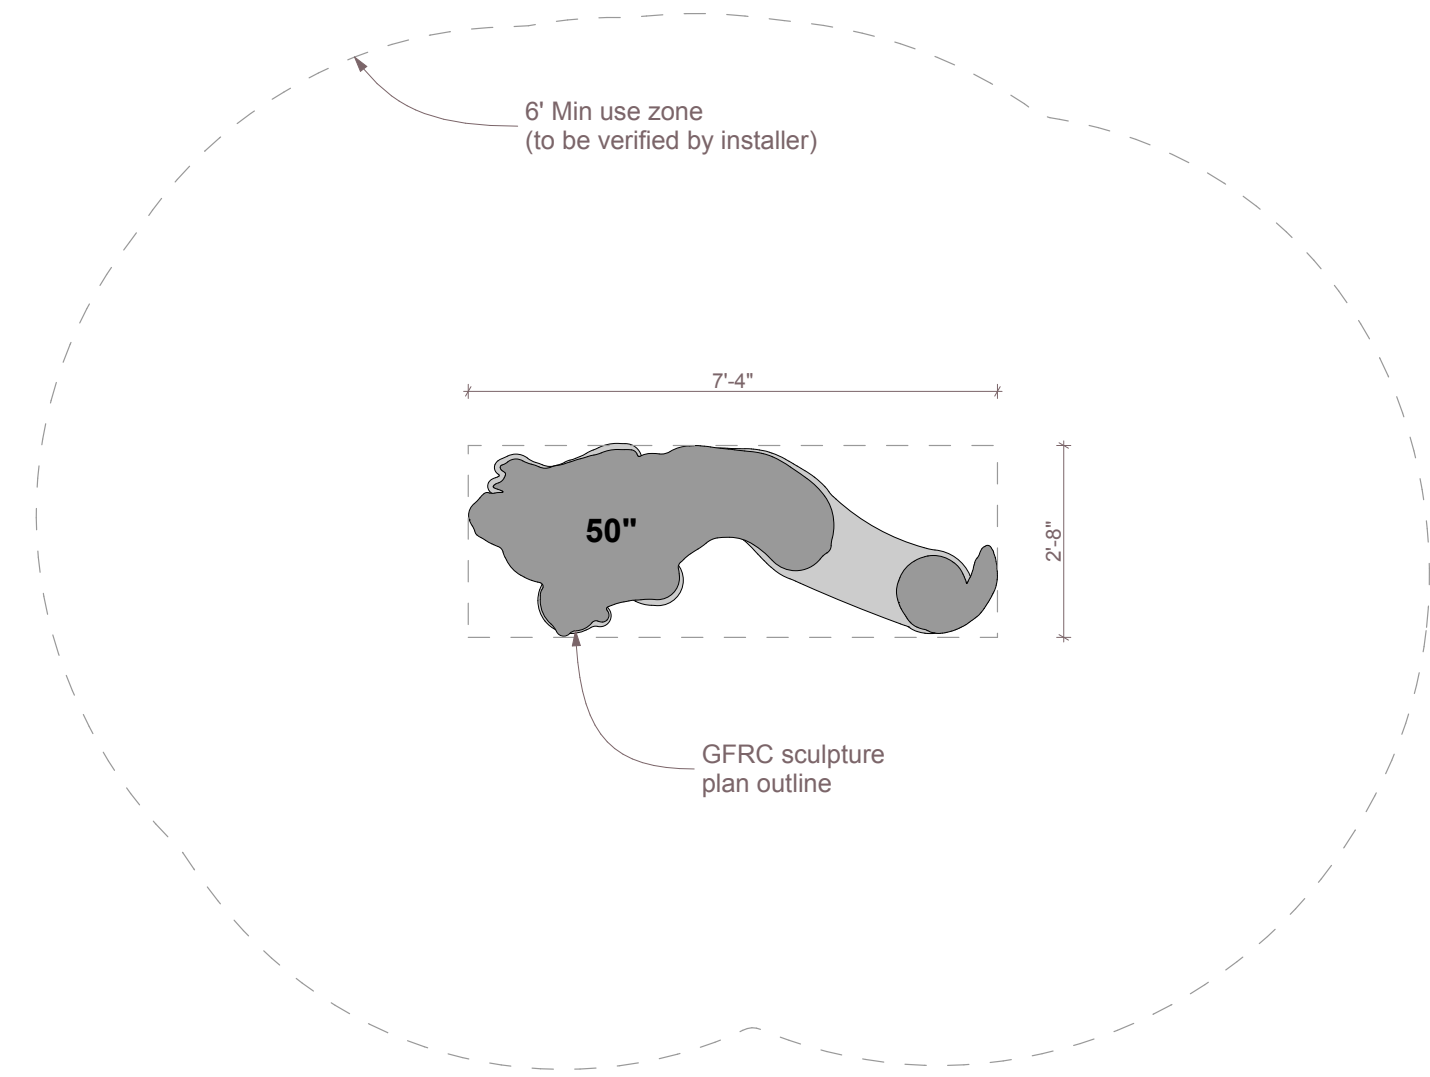 6' Min use zone
(to be verified by installer)
7'-4"
50"
2'-8"
GFRC sculpture
plan outline